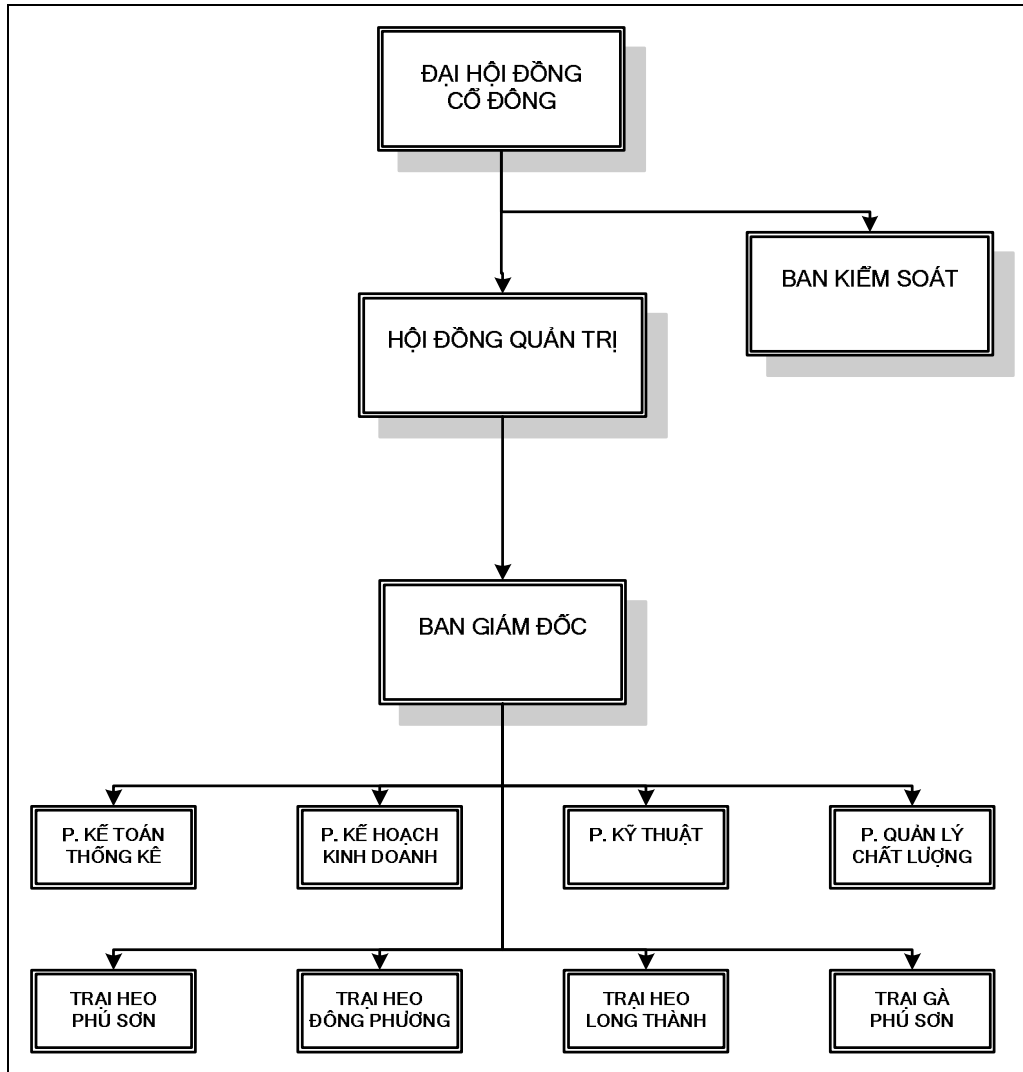 ĐẠI HỘI ĐỒNG
CỔ ĐÔNG
BAN KIỂM SOÁT
HỘI ĐỒNG QUẢN TRỊ
BAN GIÁM ĐỐC
P. KẾ TOÁN
THỐNG KÊ
P. KẾ HOẠCH
KINH DOANH
P. KỸ THUẬT
P. QUẢN LÝ
CHẤT LƯỢNG
TRẠI HEO
PHÚ SƠN
TRẠI HEO
ĐÔNG PHƯƠNG
TRẠI HEO
LONG THÀNH
TRẠI GÀ
PHÚ SƠN